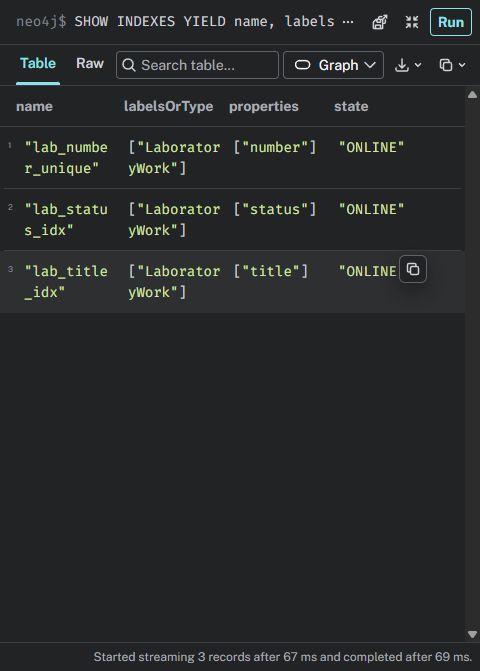 neo4j$ SHOW INDEXES YIELD name, labels ...
Run
Table Raw Search table... Graph
name labelsOrType properties state
1 "lab_numbe ["Laborator ["number"] "ONLINE"
r_unique" yWork"]
2 "lab_statu ["Laborator ["status"] "ONLINE"
s_idx" yWork"]
3 "lab_title ["Laborator ["title"] "ONLINE
_idx" yWork"]
Started streaming 3 records after 67 ms and completed after 69 ms.